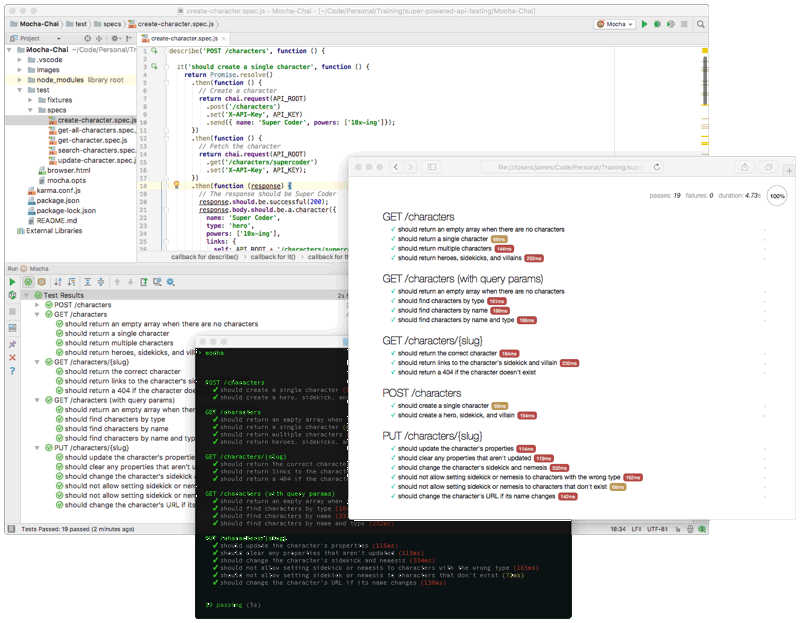 create-character.spec.js - Mocha-Chai - [~/Code/Personal/Training/super-powered-api-testing/Mocha-Chai]
Mocha-Chai test specs create-character.spec.js
Mocha
Project
create-character.spec.js
Mocha-Chai ~/Code/Personal/Tr
.vscode
Images
node_modules library root
test
fixtures
specs
create-character.spec.js
get-all-characters.spec.
get-character.spec.js
search-characters.spec.
update-character.spec.j
browser.html
mocha.opts
karma.conf.js
package.json
package-lock.json
README.md
External Libraries
1 describe('POST /characters', function () {
2
3 it('should create a single character', function () {
4 return Promise.resolve()
5 .then(function () {
6 // Create a character
7 return chai.request(API_ROOT)
8 .post('/characters')
9 .set('X-API-Key', API_KEY)
10 .send({ name: 'Super Coder', powers: ['10x-ing']});
11 })
12 .then(function () {
13 // Fetch the character
14 return chai.request(API_ROOT)
15 .get('/characters/supercoder')
16 .set('X-API-Key', API_KEY);
17 })
18 .then(function (response) {
19 // The response should be Super Coder
20 response.should.be.successful(200);
21 response.body.should.be.a.character({
22 name: 'Super Coder',
23 type: 'hero',
24 powers: ['10x-ing'],
25 links: {
26 self: API_ROOT + '/characters/superco
callback for describe() callback for it() callback for th
Run Mocha
Test Results 2s
POST /characters
GET /characters
should return an empty array when there are no characters
should return a single character
should return multiple characters
should return heroes, sidekicks, and vill
GET /characters/{slug}
should return the correct character
should return links to the character's si
should return a 404 if the character doe
GET /characters (with query params)
should return an empty array when ther
should find characters by type
should find characters by name
should find characters by name and typ
PUT /characters/{slug}
should update the character's propertie
should clear any properties that aren't u
should change the character's sidekick
should not allow setting sidekick or nem
should not allow setting sidekick or nem
should change the character's URL if its
Tests Passed: 19 passed (2 minutes ago)
18:34 LF÷ UTF-8÷
file:///Users/james/Code/Personal/Training/supe
passes: 19 failures: 0 duration: 4.73s 100%
GET /characters
✓ should return an empty array when there are no characters
✓ should return a single character
✓ should return multiple characters 144ms
✓ should return heroes, sidekicks, and villains 232ms
GET /characters (with query params)
✓ should return an empty array when there are no characters
✓ should find characters by type 181ms
✓ should find characters by name
✓ should find characters by name and type
GET /characters/{slug}
✓ should return the correct character 164ms
✓ should return links to the character's sidekick and villain
✓ should return a 404 if the character doesn't exist
POST /characters
✓ should create a single character
✓ should create a hero, sidekick, and villain 154ms
PUT /characters/{slug}
✓ should update the character's properties 114ms
✓ should clear any properties that aren't updated
✓ should change the character's sidekick and nemesis 332ms
✓ should not allow setting sidekick or nemesis to characters with the wrong type 162ms
✓ should not allow setting sidekick or nemesis to characters that don't exist
✓ should change the character's URL if its name changes 142ms
mocha
POST /characters
✓ should create a single character
✓ should create a hero, sidekick, and
GET /characters
✓ should return an empty array when
✓ should return a single character
✓ should return multiple characters
✓ should return heroes, sidekicks, a
GET /characters/{slug}
✓ should return the correct characte
✓ should return links to the charact
✓ should return a 404 if the charact
GET /characters (with query params)
✓ should return an empty array when
✓ should find characters by type
✓ should find characters by name
✓ should find characters by name and type (252ms)
PUT /characters/{slug}
✓ should update the character's properties (116ms)
✓ should clear any properties that aren't updated (113ms)
✓ should change the character's sidekick and nemesis (334ms)
✓ should not allow setting sidekick or nemesis to characters with the wrong type (165ms)
✓ should not allow setting sidekick or nemesis to characters that don't exist (72ms)
✓ should change the character's URL if its name changes (138ms)
passing (5s)